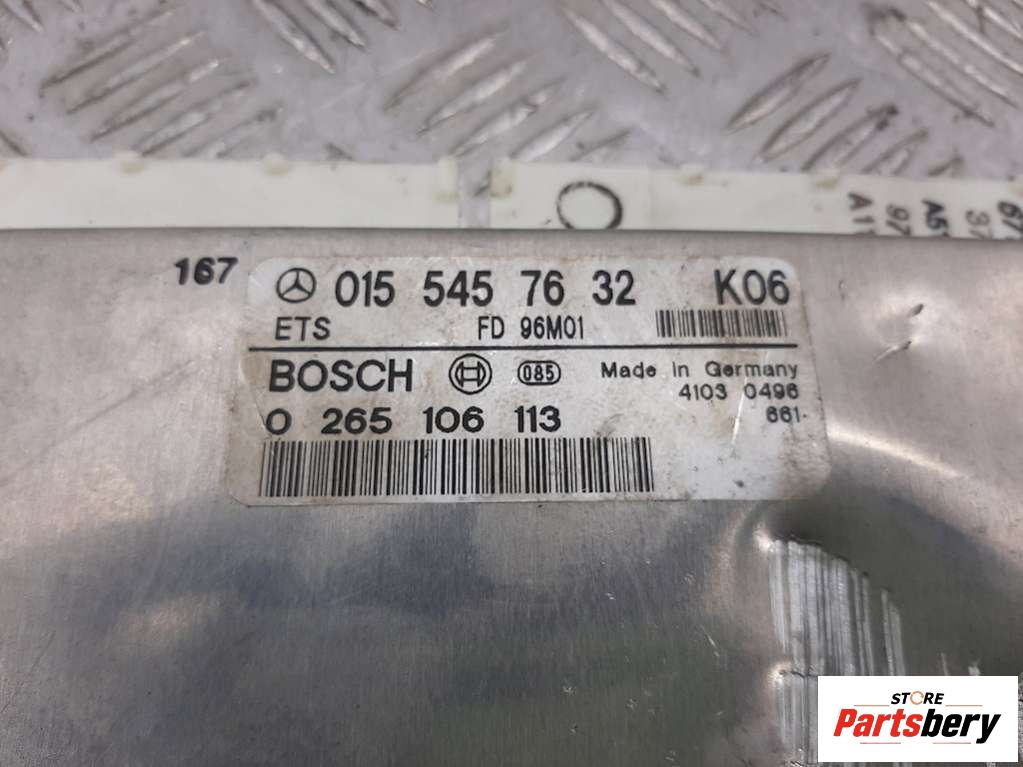 167
015 545 76 32 K06
ETS FD 96M01
BOSCH 085 Made in Germany
4103 0496
0 265 106 113 661
STORE
Partsbery